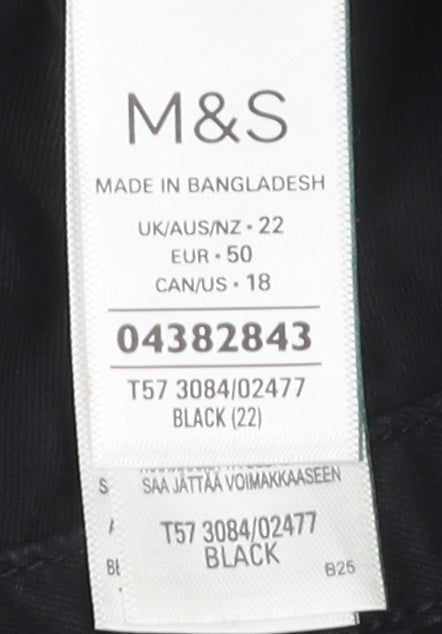 M&S
MADE IN BANGLADESH
UK/AUS/NZ • 22
EUR • 50
CAN/US • 18
04382843
T57 3084/02477
BLACK (22)
S SAA JÄTTÄÄ VOIMAKKAASEEN
T57 3084/02477
BLACK
B25